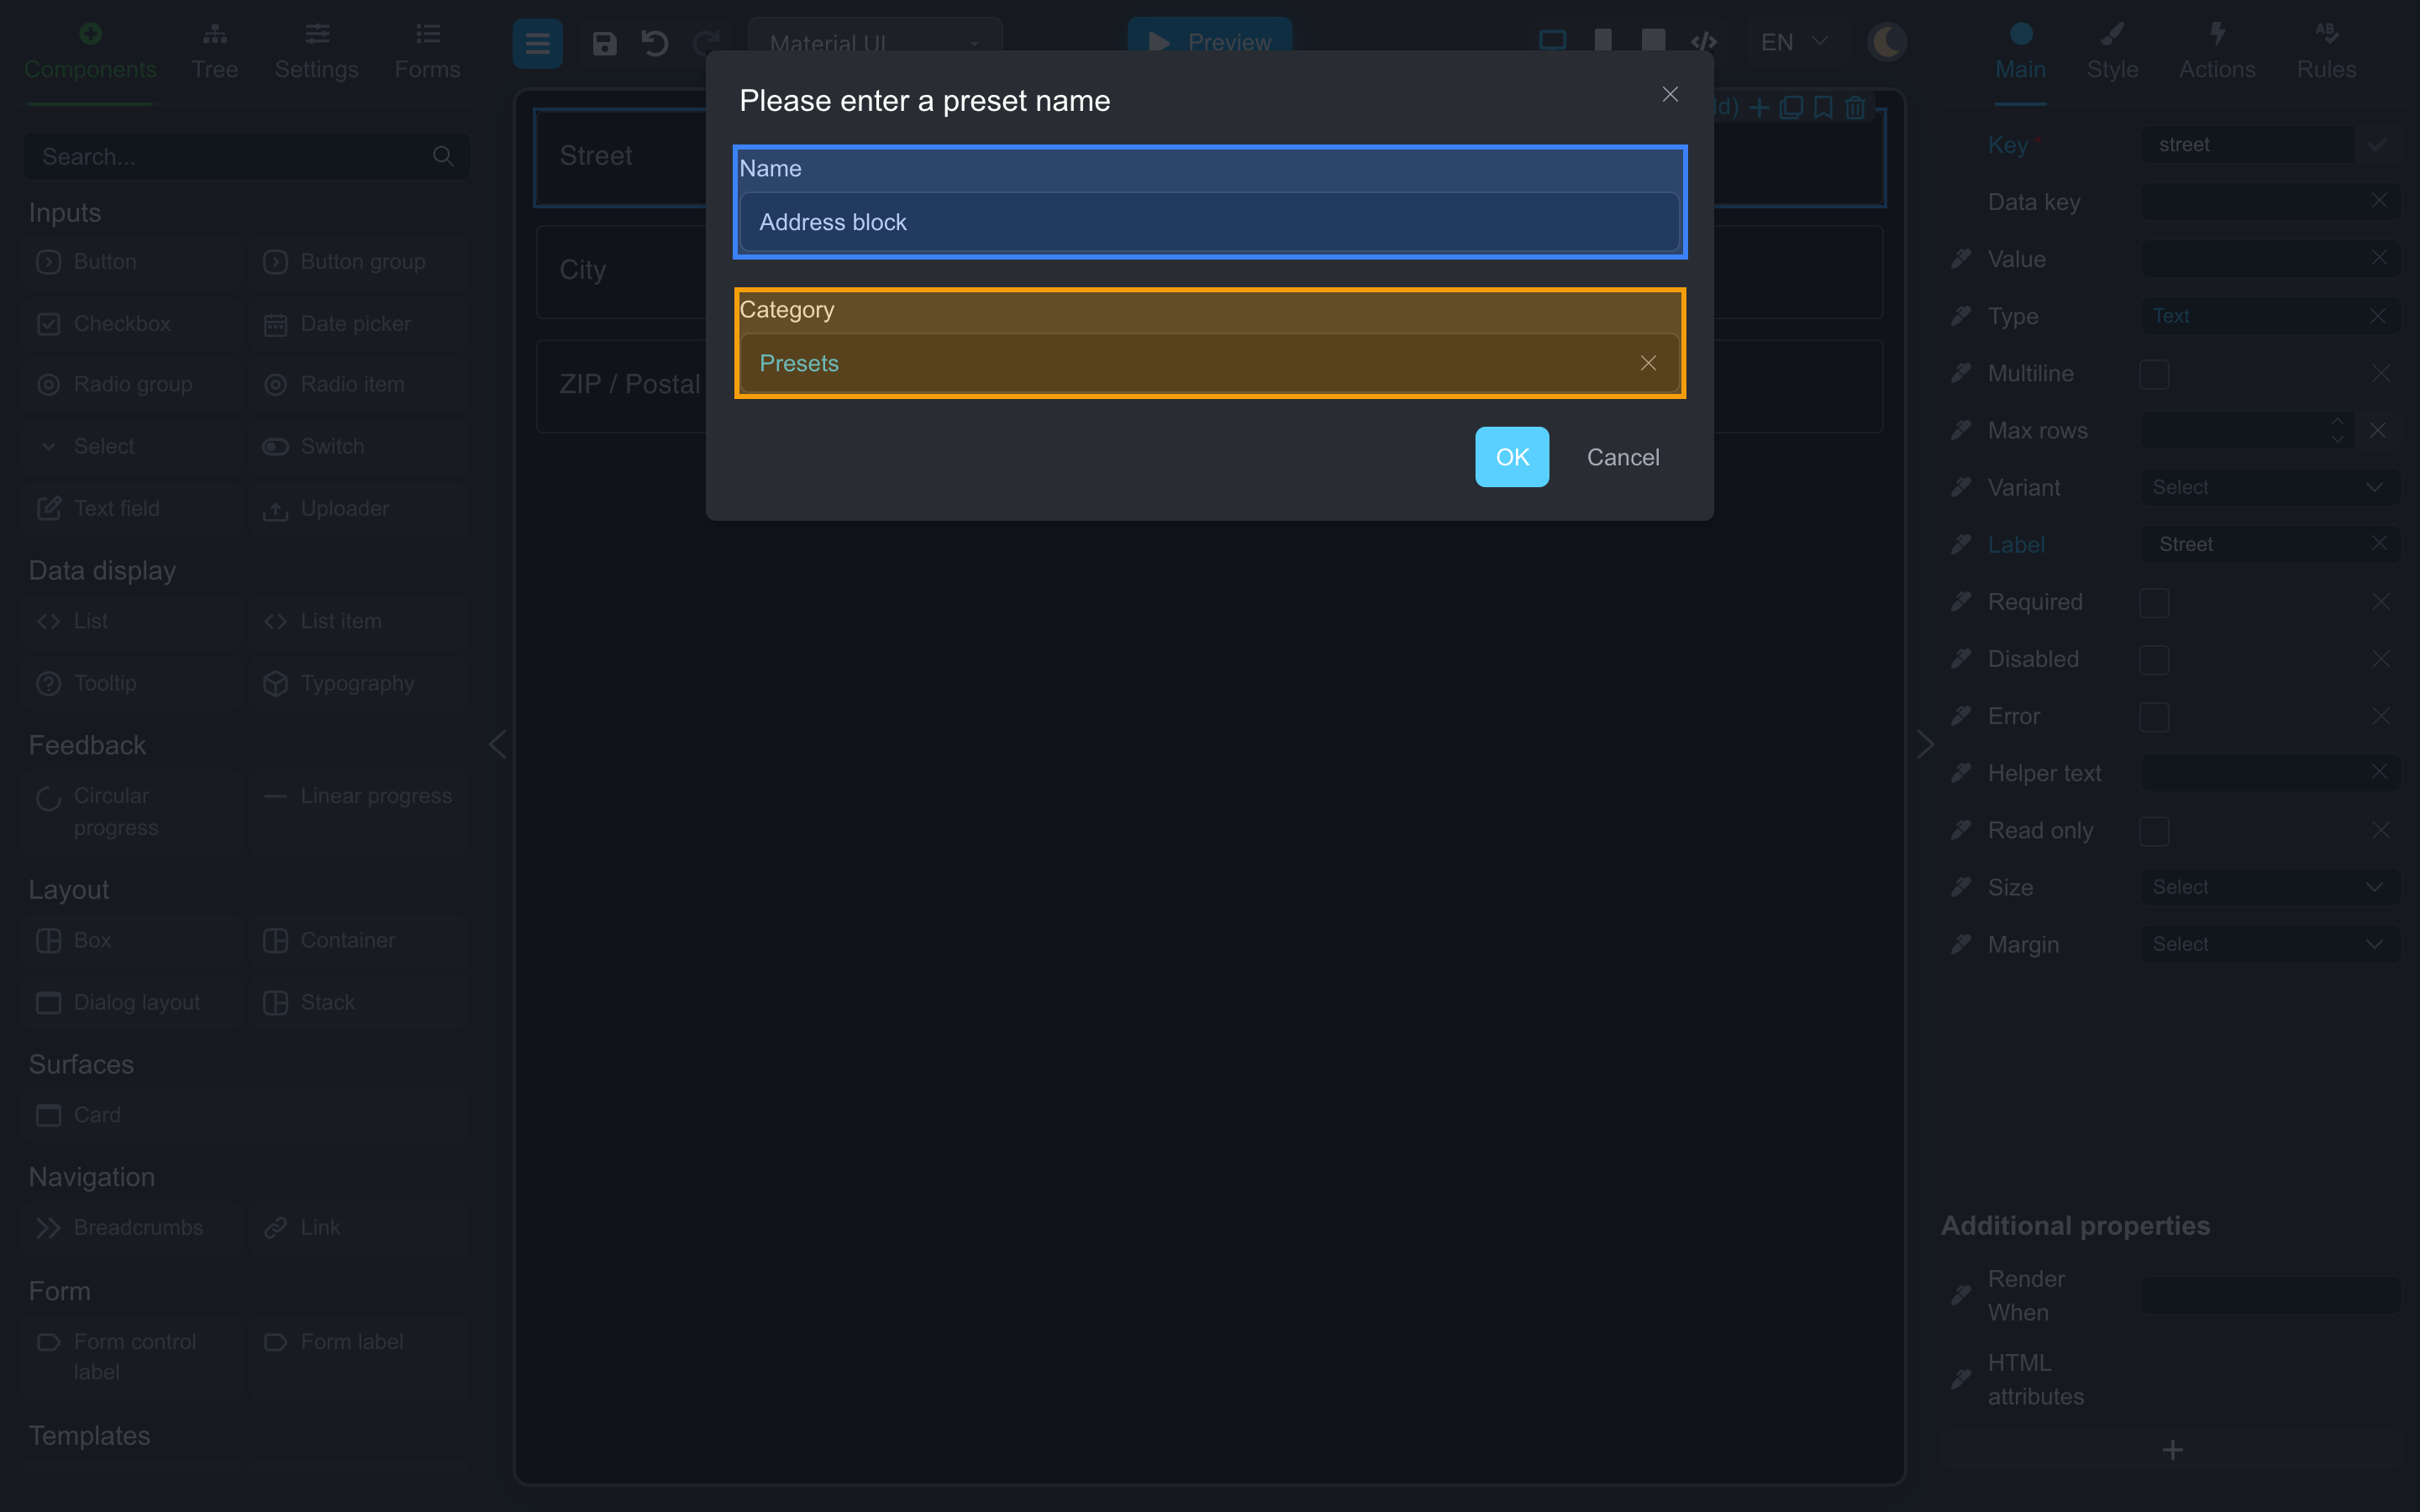 Components
Tree
Settings
Forms
Material UI
Preview
EN
Main
Style
Actions
Rules
Please enter a preset name
Name
Address block
Category
Presets
OK
Cancel
Search...
Inputs
Button
Button group
Checkbox
Date picker
Radio group
Radio item
Select
Switch
Text field
Uploader
Data display
List
List item
Tooltip
Typography
Feedback
Circular
progress
Linear progress
Layout
Box
Container
Dialog layout
Stack
Surfaces
Card
Navigation
Breadcrumbs
Link
Form
Form control
label
Form label
Templates
Street
City
ZIP / Postal
Key *
street
Data key
Value
Type
Text
Multiline
Max rows
Variant
Select
Label
Street
Required
Disabled
Error
Helper text
Read only
Size
Select
Margin
Select
Additional properties
Render
When
HTML
attributes